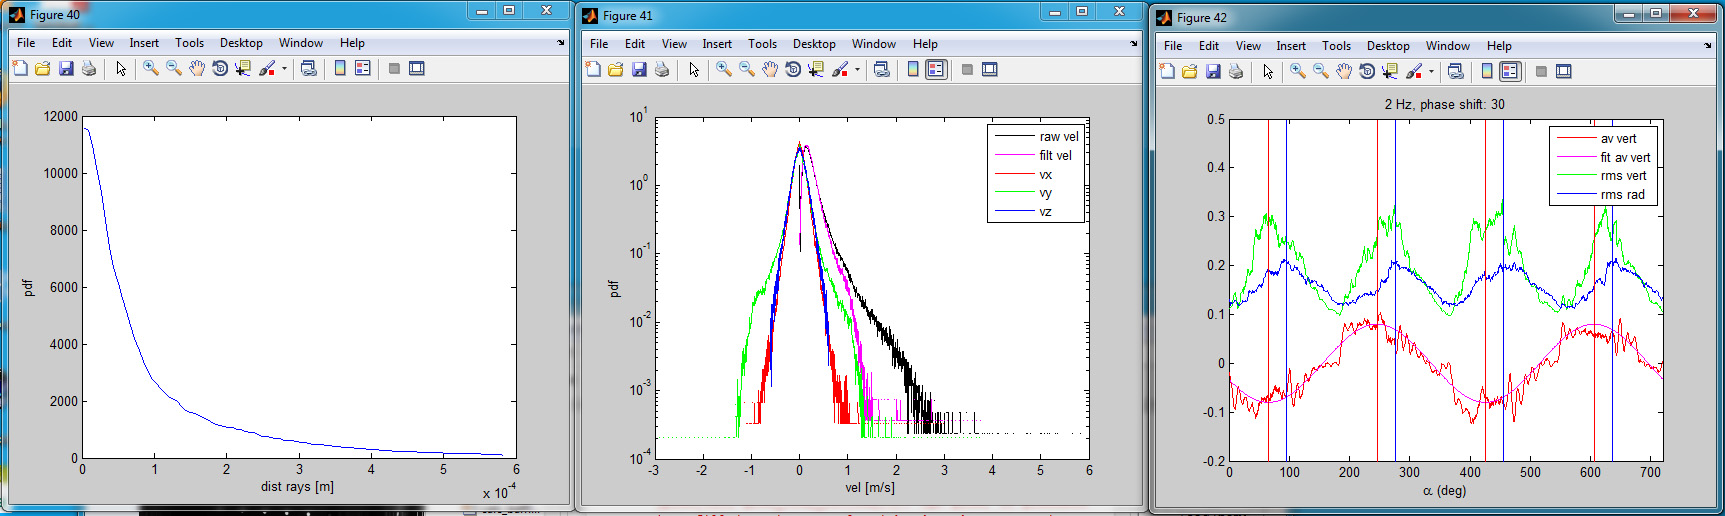 Figure 40
File Edit View Insert Tools Desktop Window Help
12000
10000
8000
6000
4000
2000
0
pdf
0 1 2 3 4 5 6
dist rays [m]
x 10^-4
Figure 41
File Edit View Insert Tools Desktop Window Help
10^1
10^0
10^-1
10^-2
10^-3
10^-4
pdf
raw vel
filt vel
vx
vy
vz
-3 -2 -1 0 1 2 3 4 5 6
vel [m/s]
Figure 42
File Edit View Insert Tools Desktop Window Help
2 Hz, phase shift: 30
0.5
0.4
0.3
0.2
0.1
0
-0.1
-0.2
av vert
fit av vert
rms vert
rms rad
0 100 200 300 400 500 600 700
α (deg)